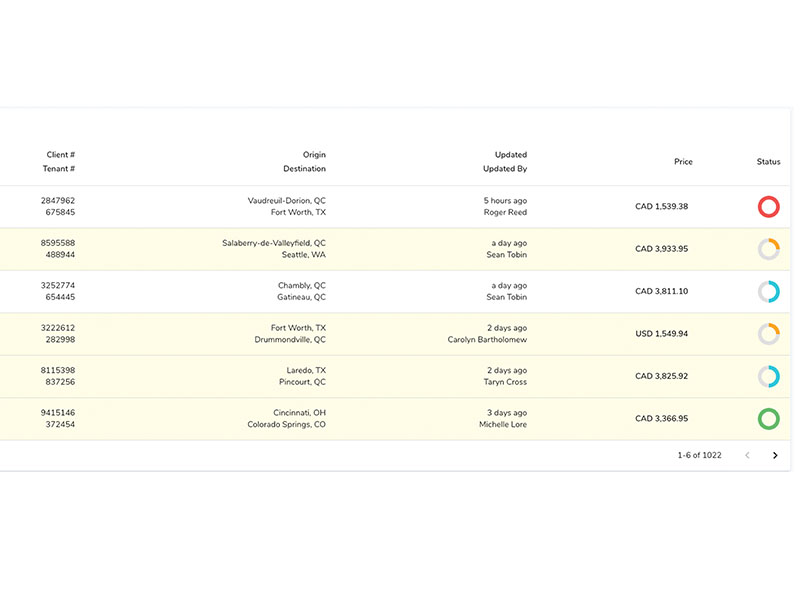 Client # Origin Updated Price Status
Tenant # Destination Updated By
2847962 Vaudreuil-Dorion, QC 5 hours ago CAD 1,539.38
675845 Fort Worth, TX Roger Reed
8595588 Salaberry-de-Valleyfield, QC a day ago CAD 3,933.95
488944 Seattle, WA Sean Tobin
3252774 Chambly, QC a day ago CAD 3,811.10
654445 Gatineau, QC Sean Tobin
3222612 Fort Worth, TX 2 days ago USD 1,549.94
282998 Drummondville, QC Carolyn Bartholomew
8115398 Laredo, TX 2 days ago CAD 3,825.92
837256 Pincourt, QC Taryn Cross
9415146 Cincinnati, OH 3 days ago CAD 3,366.95
372454 Colorado Springs, CO Michelle Lore
1-6 of 1022